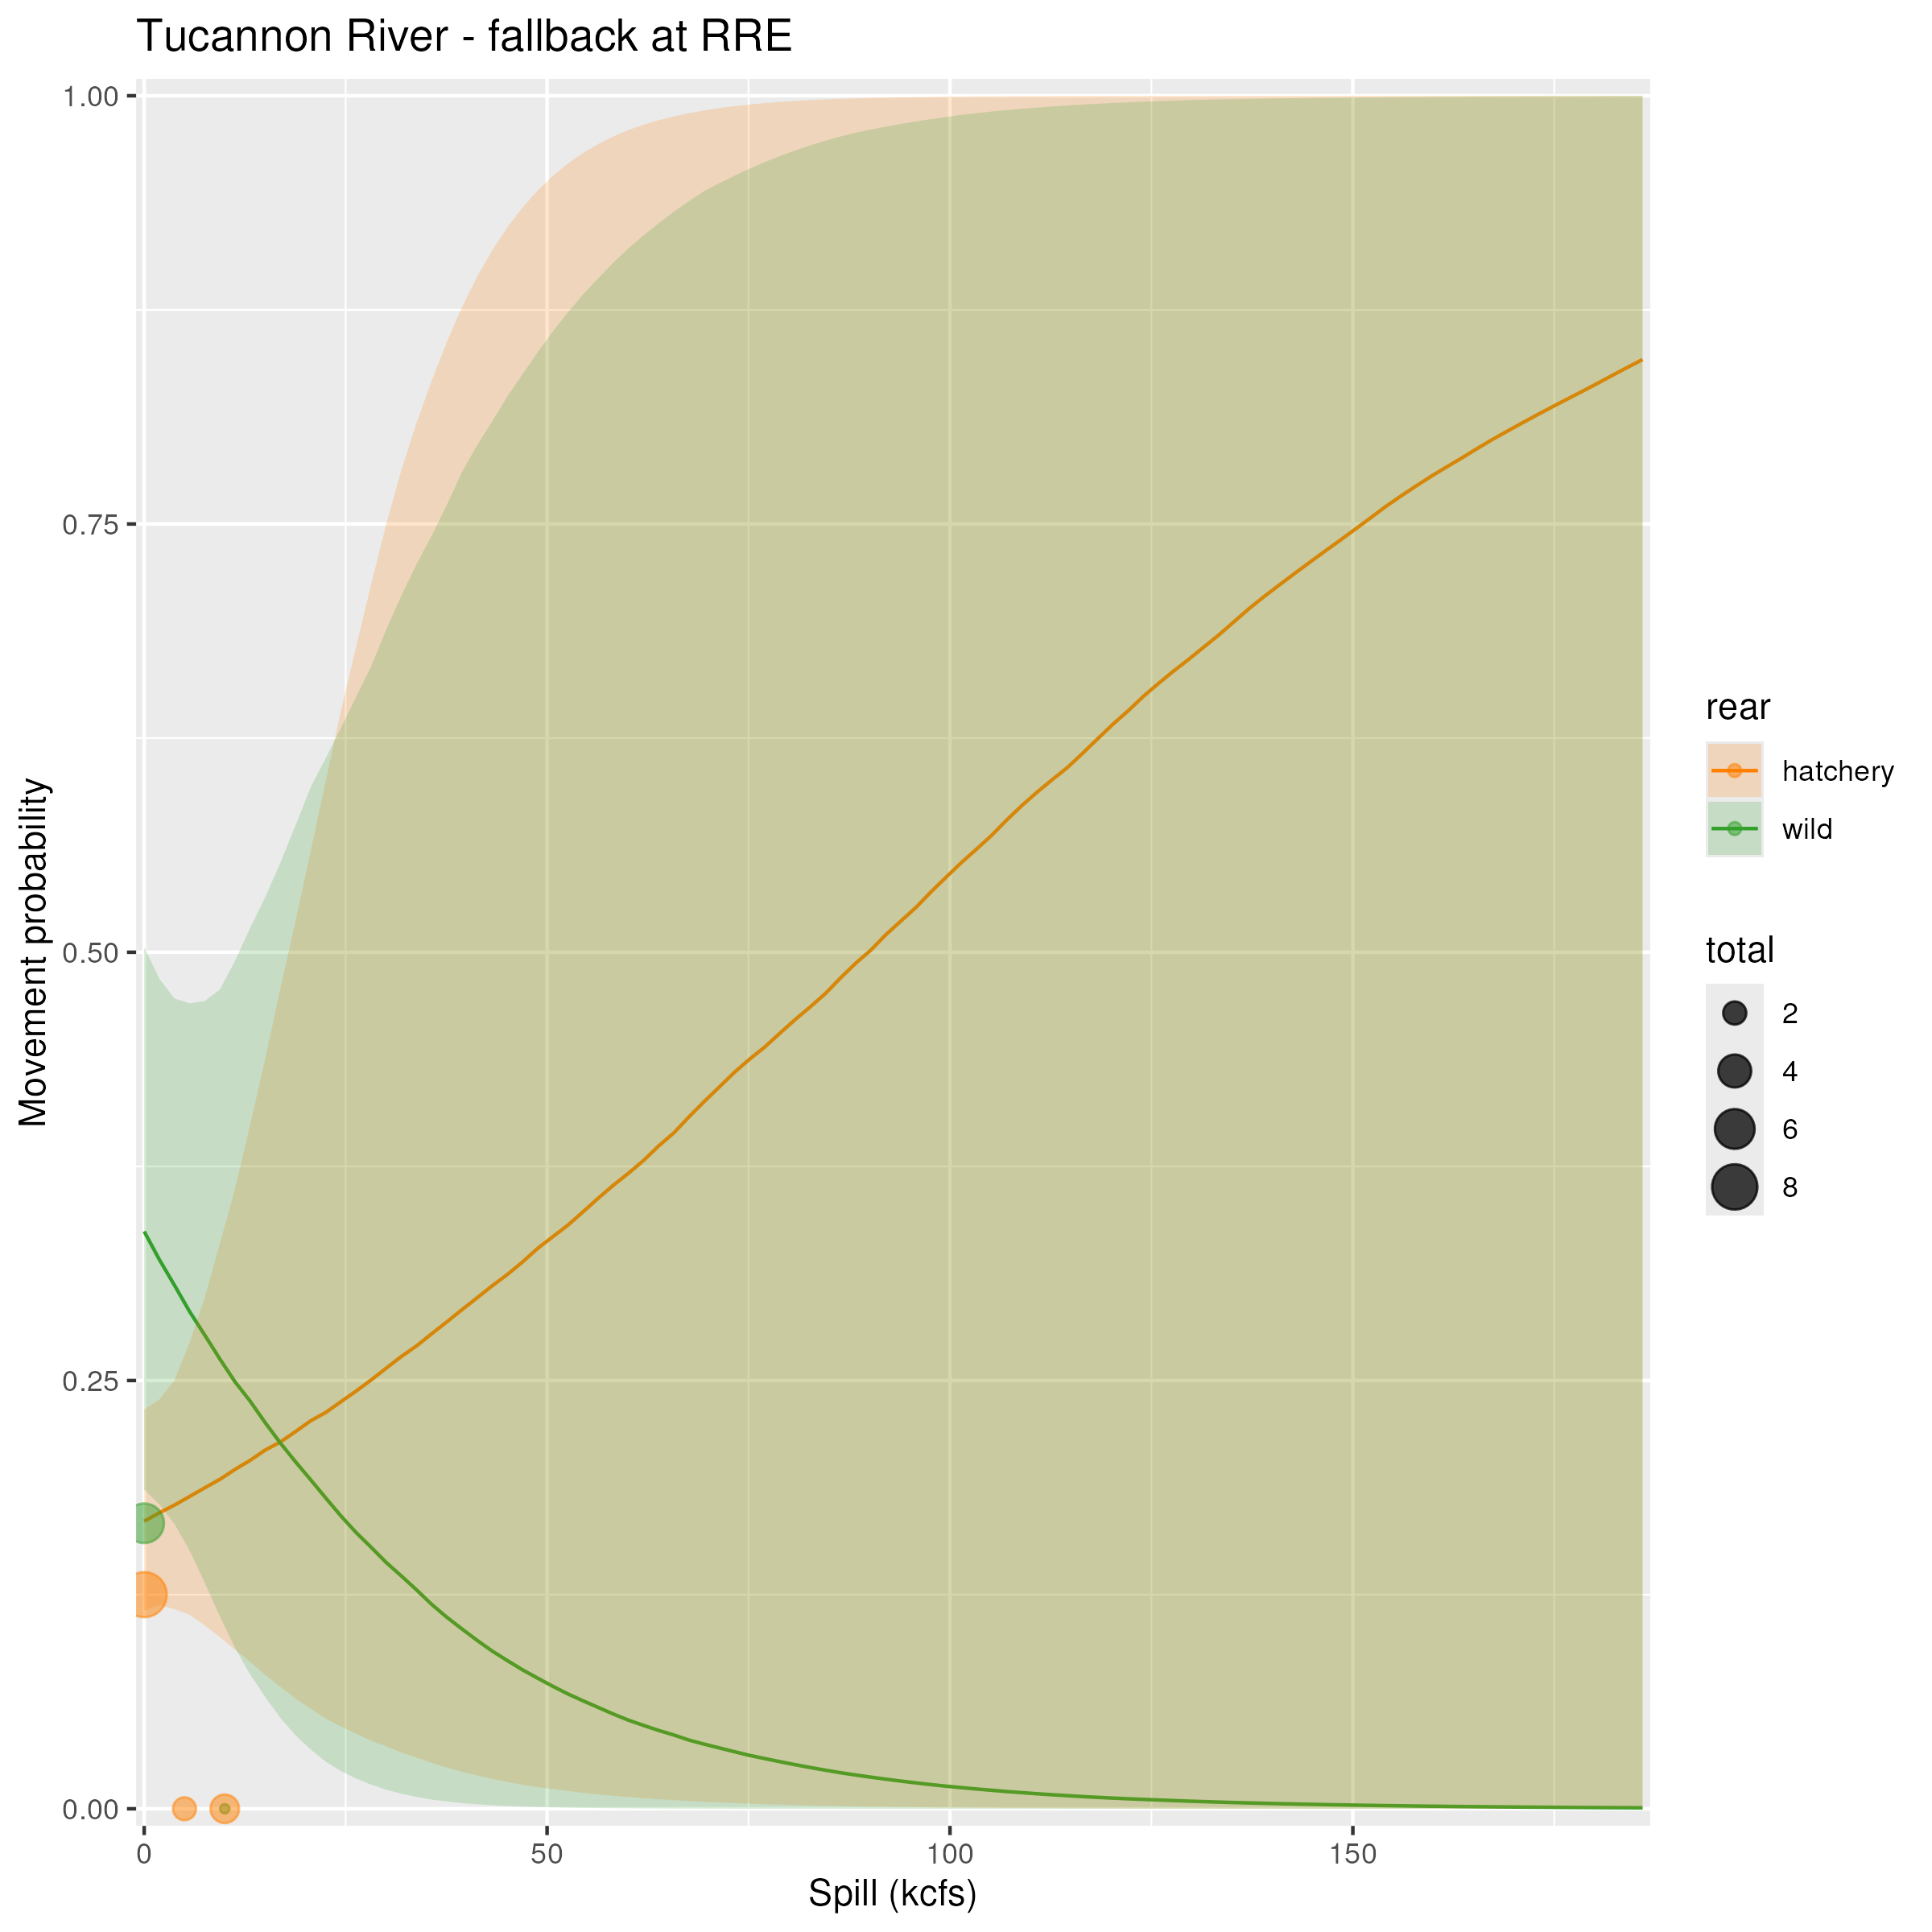 Tucannon River - fallback at RRE
1.00
0.75
0.50
0.25
0.00
Movement probability
0
50
100
150
Spill (kcfs)
rear
hatchery
wild
total
2
4
6
8